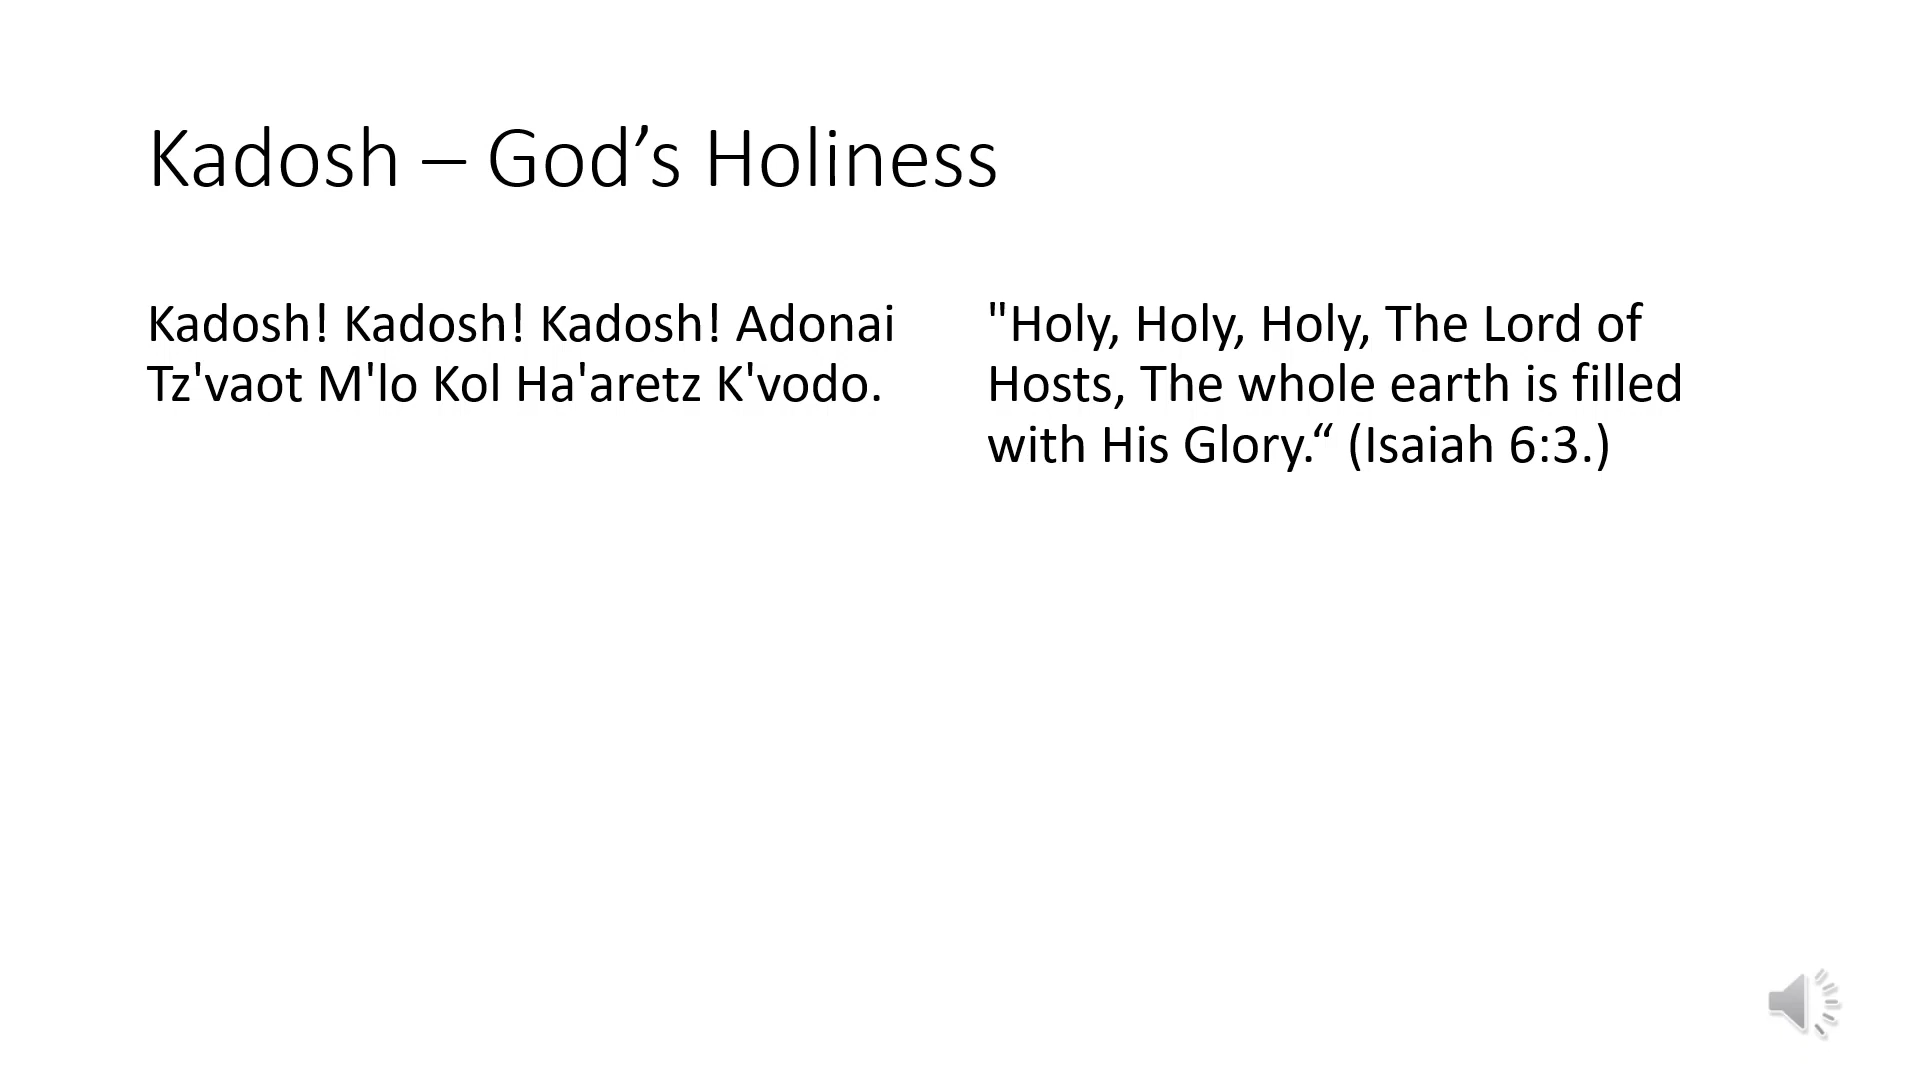 Kadosh – God’s Holiness
Kadosh! Kadosh! Kadosh! Adonai
Tz'vaot M'lo Kol Ha'aretz K'vodo.
"Holy, Holy, Holy, The Lord of
Hosts, The whole earth is filled
with His Glory.“ (Isaiah 6:3.)